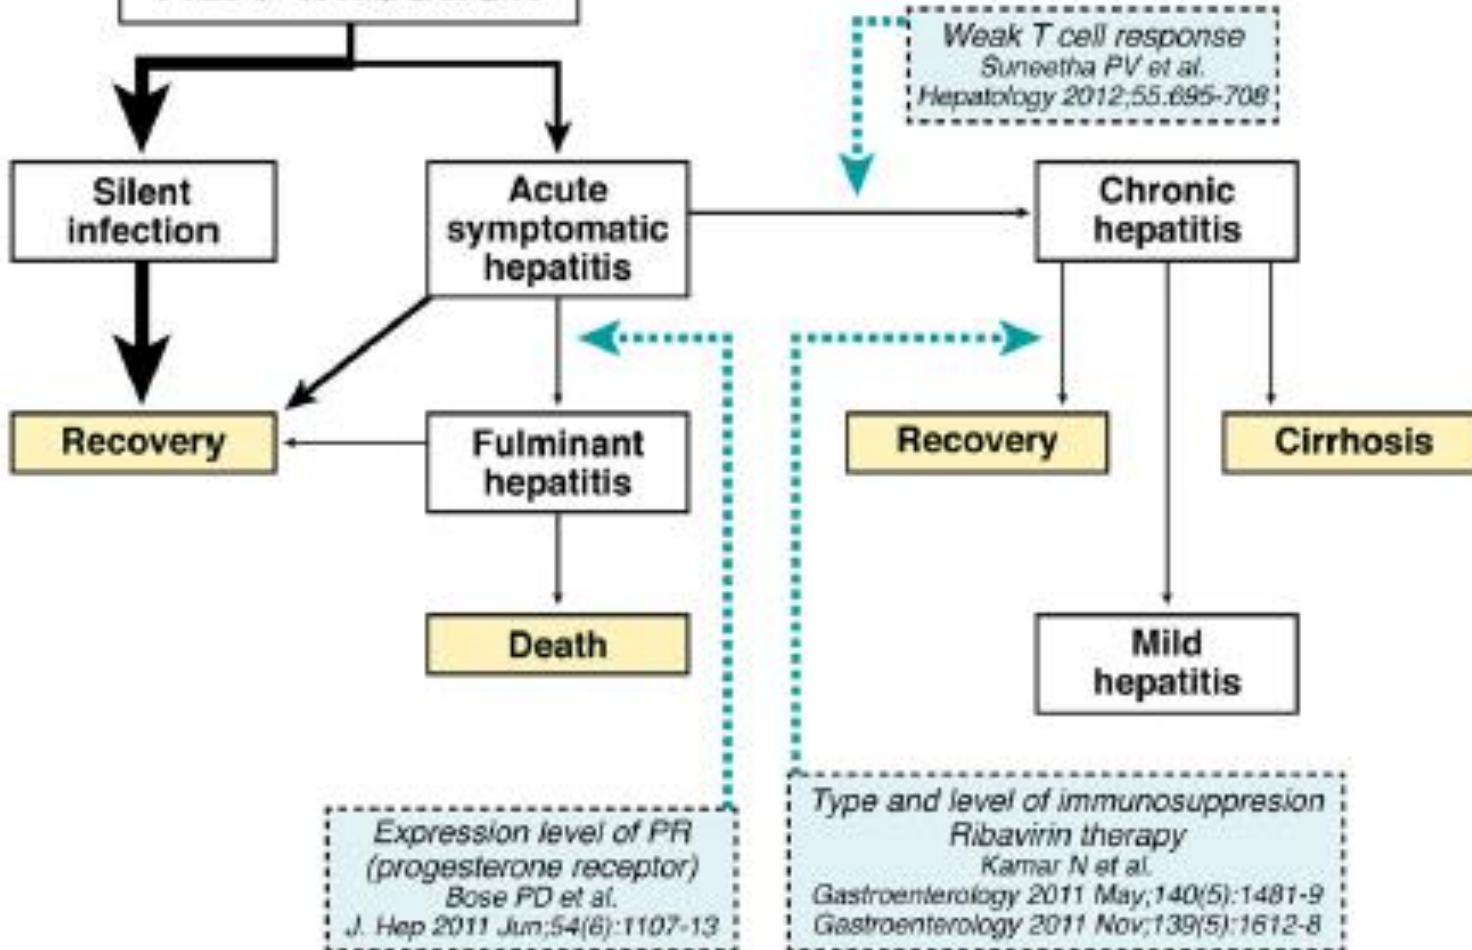 Weak T cell response
Suneetha PV et al.
Hepatology 2012;55:695-708
Silent
infection
Acute
symptomatic
hepatitis
Chronic
hepatitis
Recovery
Fulminant
hepatitis
Recovery
Cirrhosis
Death
Mild
hepatitis
Expression level of PR
(progesterone receptor)
Bose PD et al.
J. Hep 2011 Jun;54(6):1107-13
Type and level of immunosuppresion
Ribavirin therapy
Kamar N et al.
Gastroenterology 2011 May;140(5):1481-9
Gastroenterology 2011 Nov;139(5):1612-8